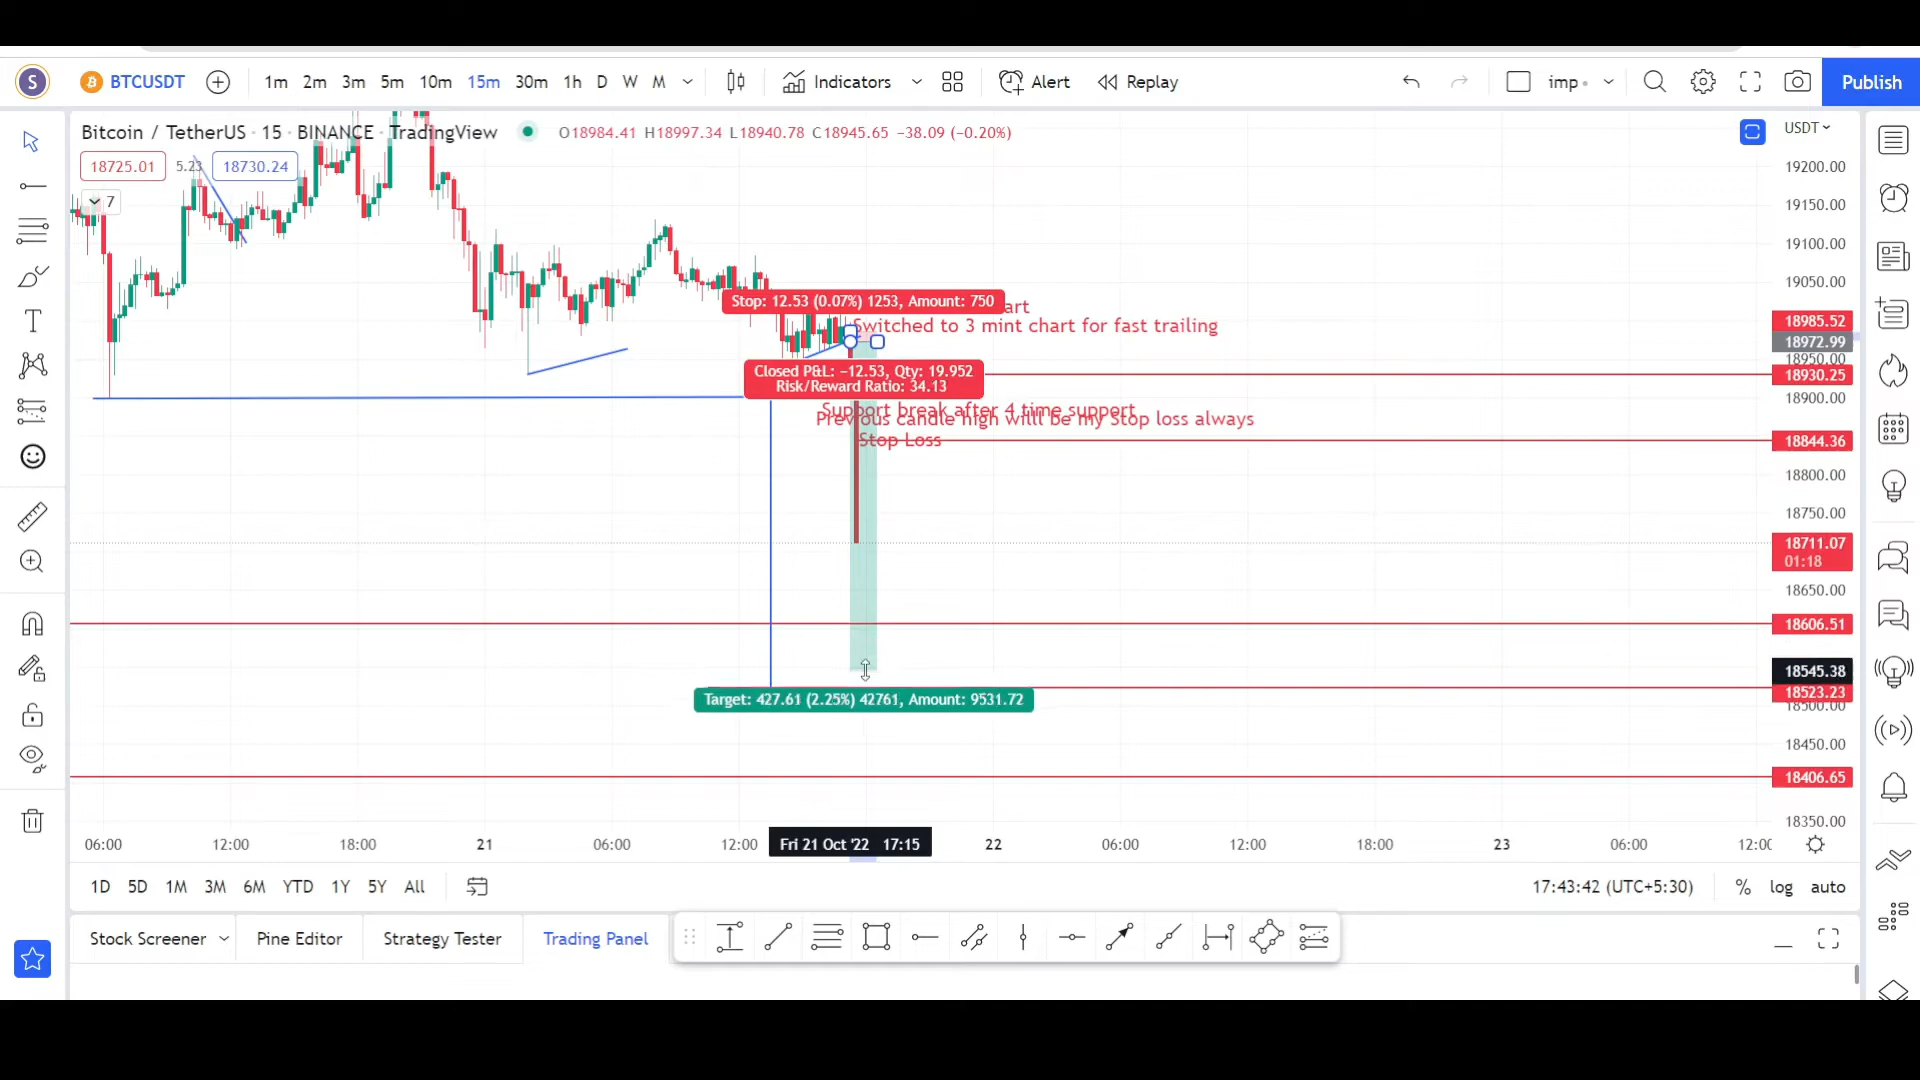 S BTCUSDT 1m 2m 3m 5m 10m 15m 30m 1h D W M Indicators Alert Replay imp Publish
Bitcoin / TetherUS · 15 · BINANCE · TradingView O18984.41 H18997.34 L18940.78 C18945.65 −38.09 (−0.20%) USDT
18725.01 5.23 18730.24
7
19200.00
19150.00
19100.00
19050.00
Stop: 12.53 (0.07%) 1253, Amount: 750
Switched to 3 mint chart for fast trailing
18985.52
18972.99
18950.00
Closed P&L: −12.53, Qty: 19.952
Risk/Reward Ratio: 34.13
18930.25
18900.00
Support break after 4 time support
Previous candle high will be my Stop loss always
Stop Loss
18844.36
18800.00
18750.00
18711.07
01:18
18650.00
18606.51
18545.38
18523.23
18500.00
Target: 427.61 (2.25%) 42761, Amount: 9531.72
18450.00
18406.65
18350.00
06:00 12:00 18:00 21 06:00 12:00 Fri 21 Oct '22 17:15 22 06:00 12:00 18:00 23 06:00
1D 5D 1M 3M 6M YTD 1Y 5Y All 17:43:42 (UTC+5:30) % log auto
Stock Screener Pine Editor Strategy Tester Trading Panel